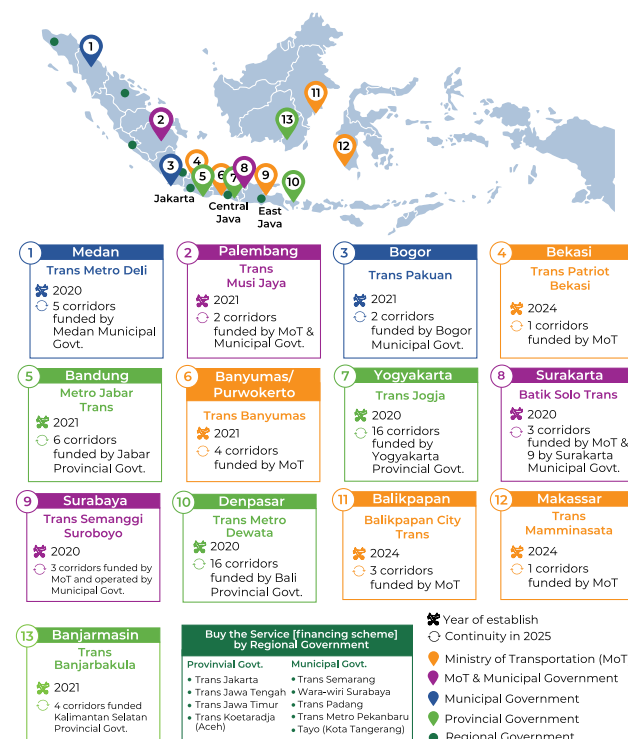 1
2
3
4
5
6
7
8
9
10
11
12
13
Jakarta
Central
Java
East
Java
1 Medan
Trans Metro Deli
2020
5 corridors
funded by
Medan Municipal
Govt.
2 Palembang
Trans
Musi Jaya
2021
2 corridors
funded by MoT &
Municipal Govt.
3 Bogor
Trans Pakuan
2021
2 corridors
funded by Bogor
Municipal Govt.
4 Bekasi
Trans Patriot
Bekasi
2024
1 corridors
funded by MoT
5 Bandung
Metro Jabar
Trans
2021
6 corridors
funded by Jabar
Provincial Govt.
6 Banyumas/
Purwokerto
Trans Banyumas
2021
4 corridors
funded by MoT
7 Yogyakarta
Trans Jogja
2020
16 corridors
funded by
Yogyakarta
Provincial Govt.
8 Surakarta
Batik Solo Trans
2020
3 corridors
funded by MoT &
9 by Surakarta
Municipal Govt.
9 Surabaya
Trans Semanggi
Suroboyo
2020
3 corridors funded by
MoT and operated by
Municipal Govt.
10 Denpasar
Trans Metro
Dewata
2020
16 corridors
funded by Bali
Provincial Govt.
11 Balikpapan
Balikpapan City
Trans
2024
3 corridors
funded by MoT
12 Makassar
Trans
Mamminasata
2024
1 corridors
funded by MoT
13 Banjarmasin
Trans
Banjarbakula
2021
4 corridors funded
Kalimantan Selatan
Provincial Govt.
Buy the Service [financing scheme]
by Regional Government
Provinvial Govt.
• Trans Jakarta
• Trans Jawa Tengah
• Trans Jawa Timur
• Trans Koetaradja
(Aceh)
Municipal Govt.
• Trans Semarang
• Wara-wiri Surabaya
• Trans Padang
• Trans Metro Pekanbaru
• Tayo (Kota Tangerang)
Year of establish
Continuity in 2025
Ministry of Transportation (MoT
MoT & Municipal Government
Municipal Government
Provincial Government
Regional Government